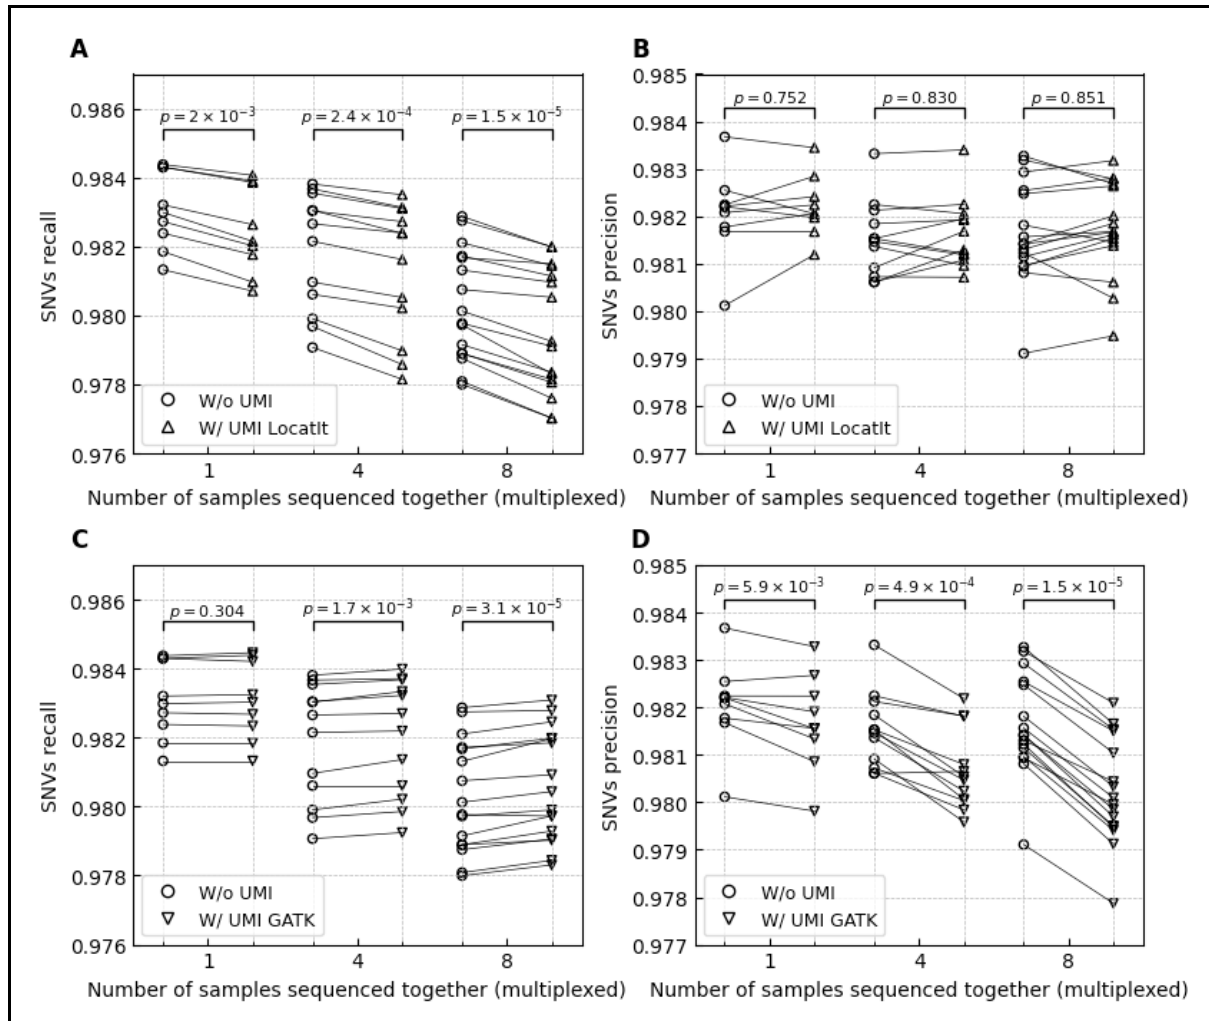 A
0.986
0.984
0.982
0.980
0.978
0.976
SNVs recall
p = 2 × 10⁻³
p = 2.4 × 10⁻⁴
p = 1.5 × 10⁻⁵
W/o UMI
W/ UMI LocatIt
1 4 8
Number of samples sequenced together (multiplexed)
B
0.985
0.984
0.983
0.982
0.981
0.980
0.979
0.978
0.977
SNVs precision
p = 0.752
p = 0.830
p = 0.851
W/o UMI
W/ UMI LocatIt
1 4 8
Number of samples sequenced together (multiplexed)
C
0.986
0.984
0.982
0.980
0.978
0.976
SNVs recall
p = 0.304
p = 1.7 × 10⁻³
p = 3.1 × 10⁻⁵
W/o UMI
W/ UMI GATK
1 4 8
Number of samples sequenced together (multiplexed)
D
0.985
0.984
0.983
0.982
0.981
0.980
0.979
0.978
0.977
SNVs precision
p = 5.9 × 10⁻³
p = 4.9 × 10⁻⁴
p = 1.5 × 10⁻⁵
W/o UMI
W/ UMI GATK
1 4 8
Number of samples sequenced together (multiplexed)